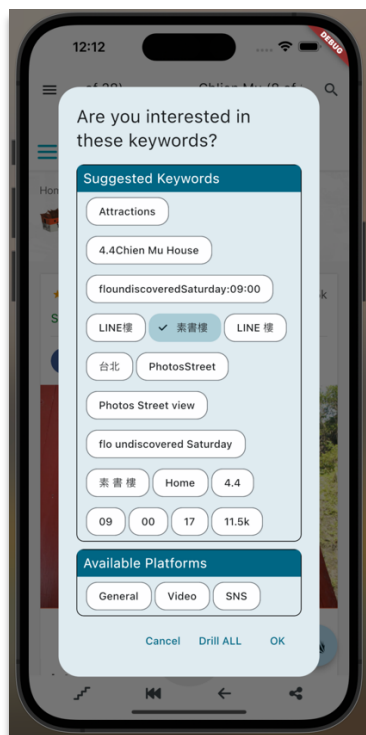 12:12
DEBUG
Are you interested in
these keywords?
Suggested Keywords
Attractions
4.4Chien Mu House
floundiscoveredSaturday:09:00
LINE樓 素書樓 LINE 樓
台北 PhotosStreet
Photos Street view
flo undiscovered Saturday
素 書 樓 Home 4.4
09 00 17 11.5k
Available Platforms
General Video SNS
Cancel Drill ALL OK